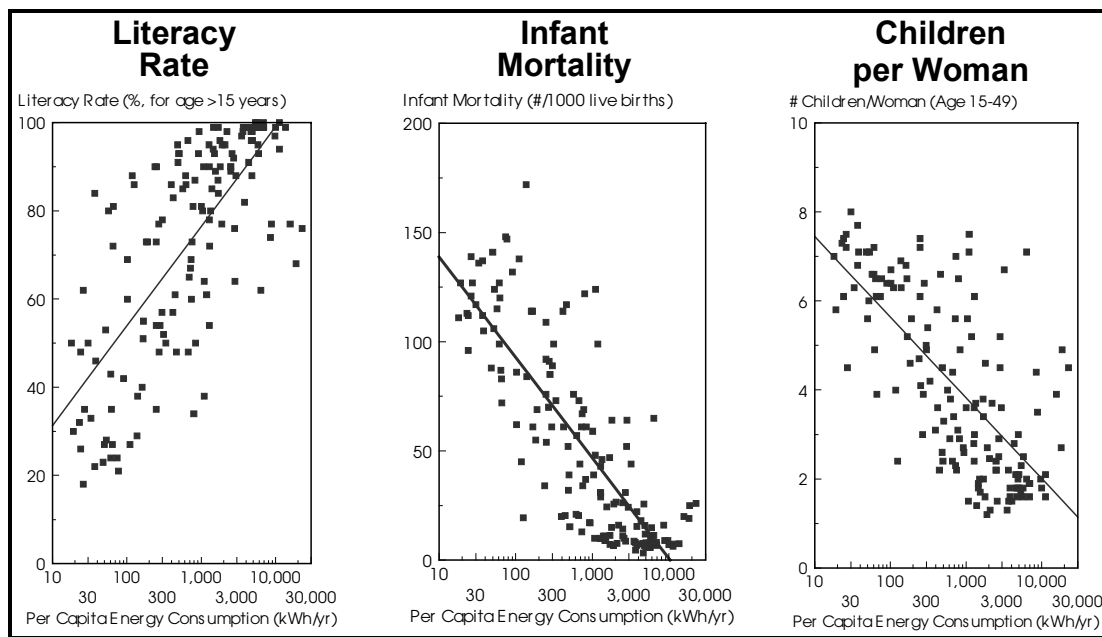 Literacy
Rate
Literacy Rate (%, for age >15 years)
100
80
60
40
20
0
10 100 1,000 10,000
30 300 3,000 30,000
Per Capita Energy Consumption (kWh/yr)
Infant
Mortality
Infant Mortality (#/1000 live births)
200
150
100
50
0
10 100 1,000 10,000
30 300 3,000 30,000
Per Capita Energy Consumption (kWh/yr)
Children
per Woman
# Children/Woman (Age 15-49)
10
8
6
4
2
0
10 100 1,000 10,000
30 300 3,000 30,000
Per Capita Energy Consumption (kWh/yr)